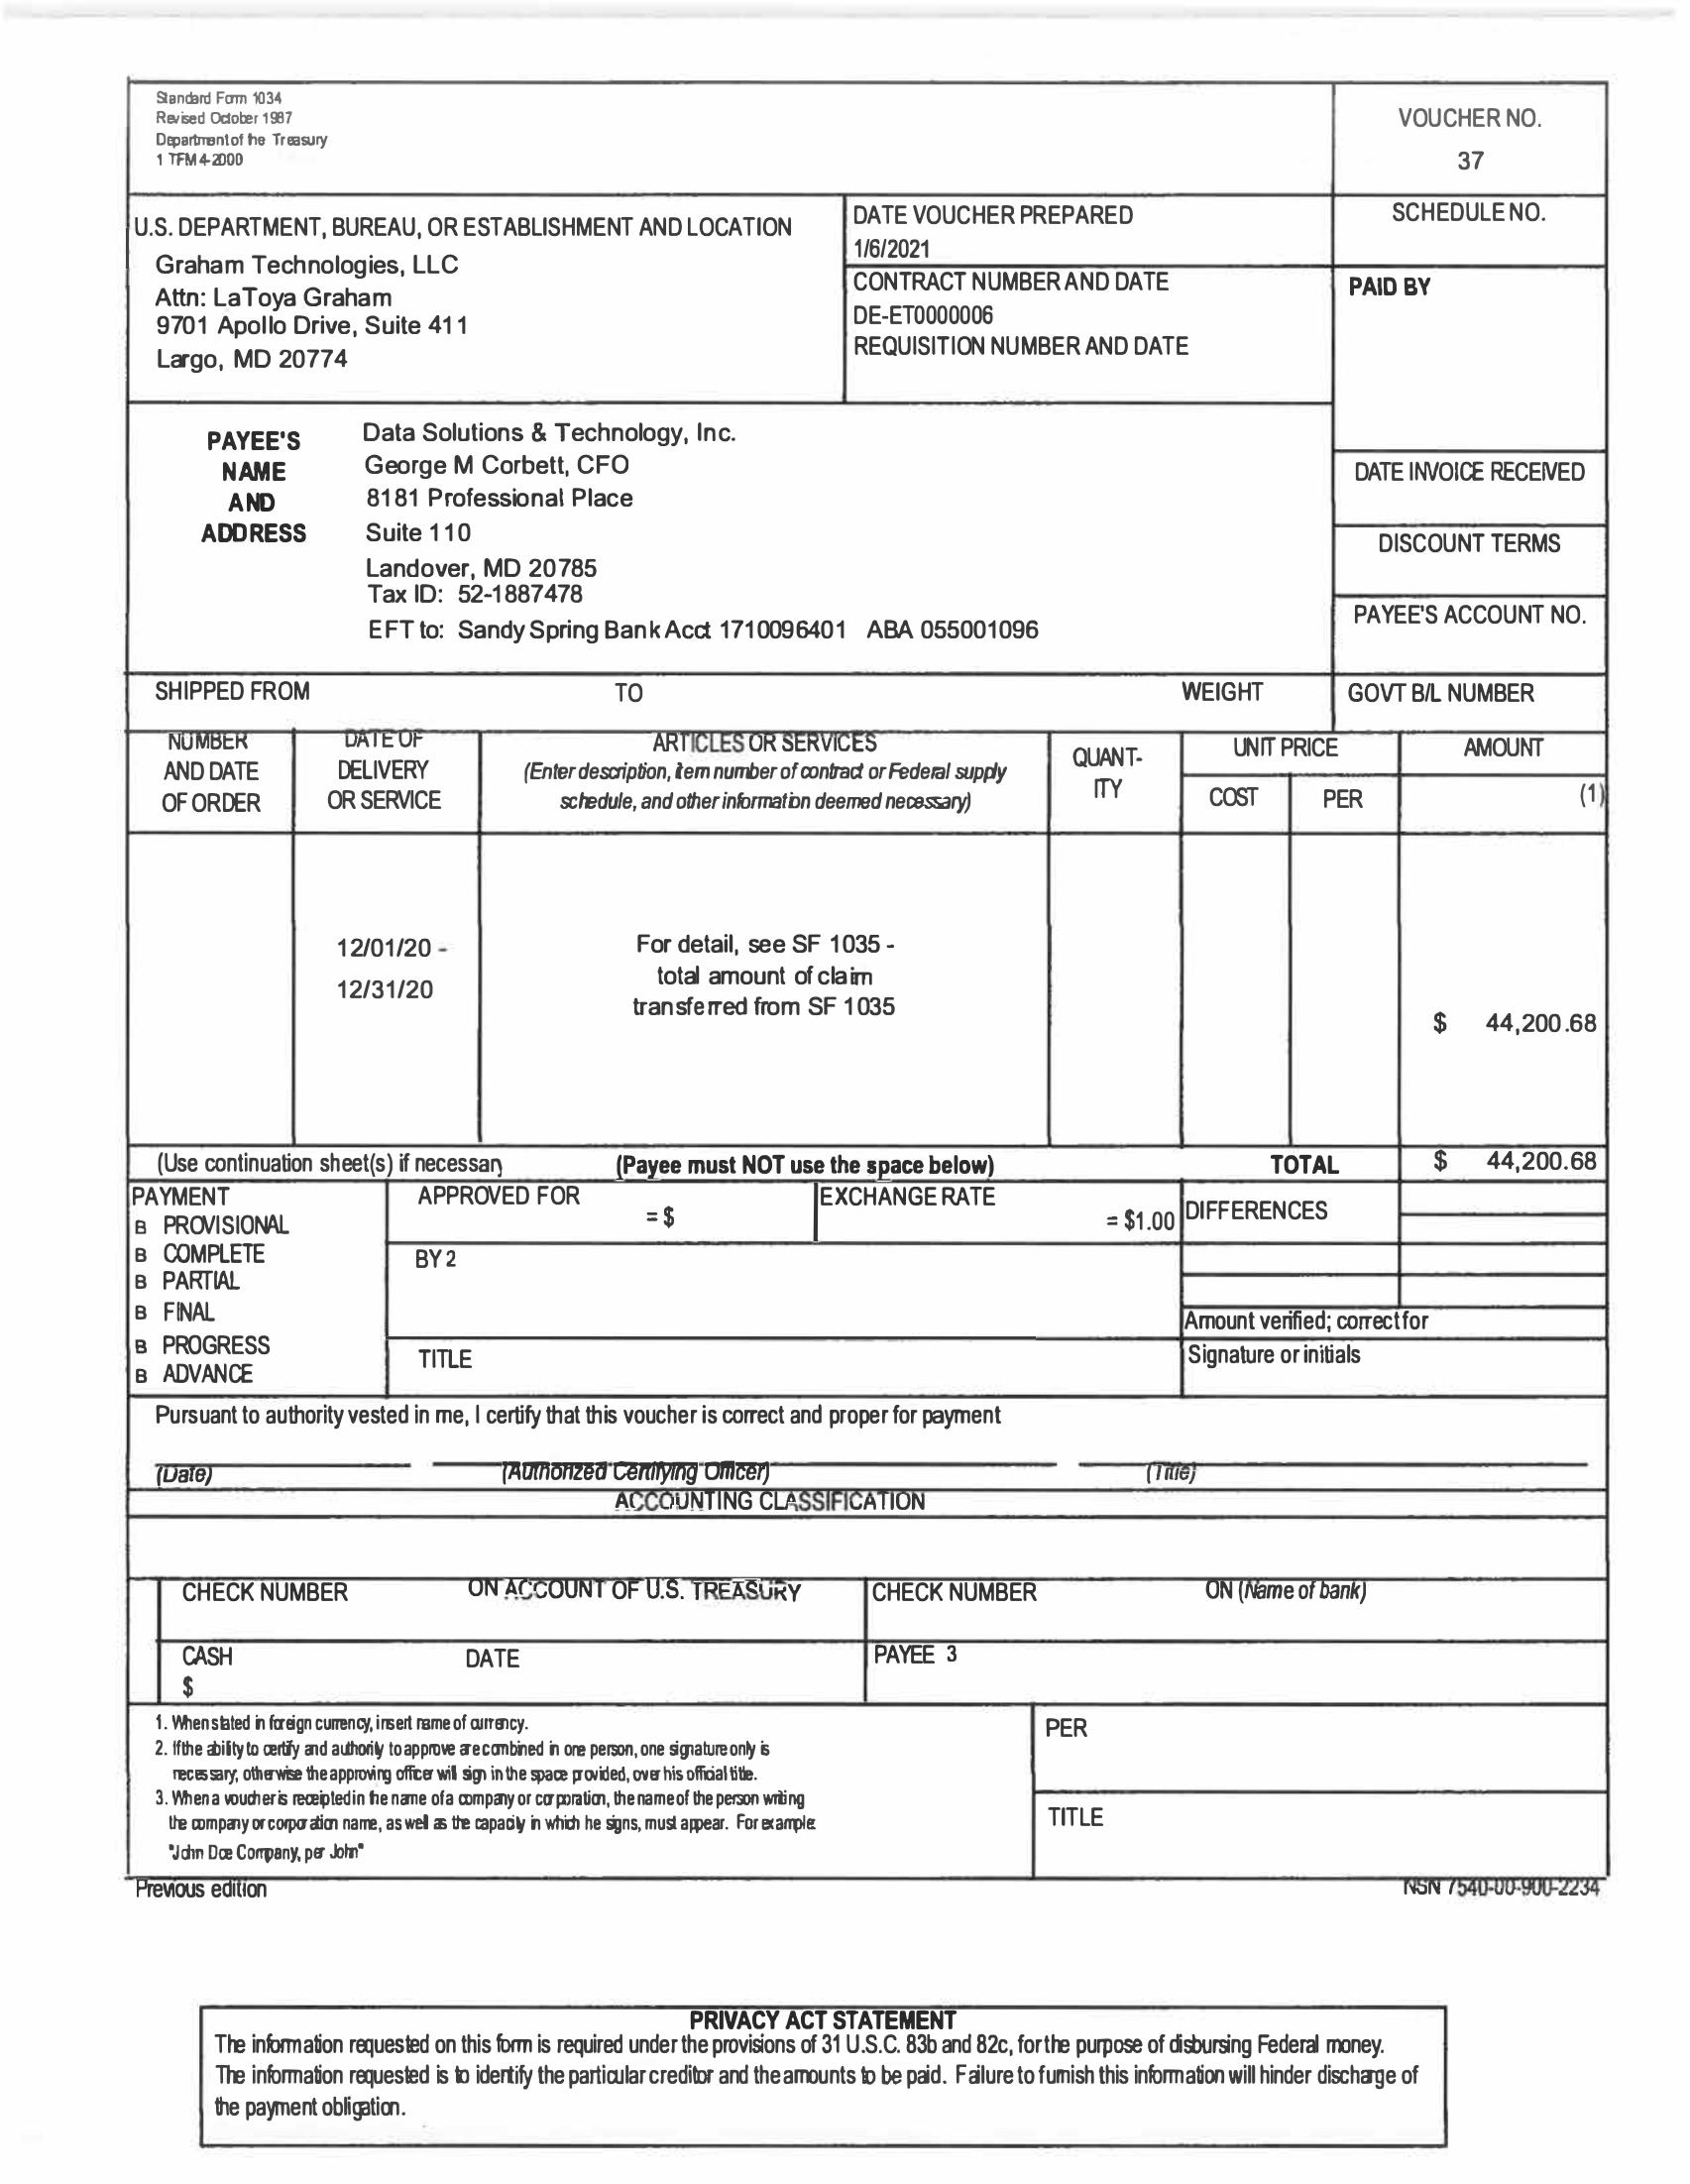 Standard Form 1034
Revised October 1987
Department of the Treasury
1 TFM 4-2000
VOUCHER NO.
37
U.S. DEPARTMENT, BUREAU, OR ESTABLISHMENT AND LOCATION
Graham Technologies, LLC
Attn: LaToya Graham
9701 Apollo Drive, Suite 411
Largo, MD 20774
DATE VOUCHER PREPARED
1/6/2021
CONTRACT NUMBER AND DATE
DE-ET0000006
REQUISITION NUMBER AND DATE
SCHEDULE NO.
PAID BY
PAYEE'S
NAME
AND
ADDRESS
Data Solutions & Technology, Inc.
George M Corbett, CFO
8181 Professional Place
Suite 110
Landover, MD 20785
Tax ID: 52-1887478
EFT to: Sandy Spring Bank Acct 1710096401 ABA 055001096
DATE INVOICE RECEIVED
DISCOUNT TERMS
PAYEE'S ACCOUNT NO.
SHIPPED FROM TO WEIGHT GOVT B/L NUMBER
NUMBER
AND DATE
OF ORDER
DATE OF
DELIVERY
OR SERVICE
ARTICLES OR SERVICES
(Enter description, item number of contract or Federal supply
schedule, and other information deemed necessary)
QUANT-
ITY
UNIT PRICE
COST PER
AMOUNT
(1)
12/01/20 -
12/31/20
For detail, see SF 1035 -
total amount of claim
transferred from SF 1035
$ 44,200.68
(Use continuation sheet(s) if necessary (Payee must NOT use the space below) TOTAL $ 44,200.68
PAYMENT
B PROVISIONAL
B COMPLETE
B PARTIAL
B FINAL
B PROGRESS
B ADVANCE
APPROVED FOR
= $
EXCHANGE RATE
= $1.00
DIFFERENCES
BY 2
Amount verified; correct for
TITLE
Signature or initials
Pursuant to authority vested in me, I certify that this voucher is correct and proper for payment
(Date) (Authorized Certifying Officer) (Title)
ACCOUNTING CLASSIFICATION
CHECK NUMBER ON ACCOUNT OF U.S. TREASURY CHECK NUMBER ON (Name of bank)
CASH DATE PAYEE 3
$
1. When stated in foreign currency, insert name of currency.
2. If the ability to certify and authority to approve are combined in one person, one signature only is
necessary, otherwise the approving officer will sign in the space provided, over his official title.
3. When a voucher is receipted in the name of a company or corporation, the name of the person writing
the company or corporation name, as well as the capacity in which he signs, must appear. For example
"John Doe Company, per John"
PER
TITLE
Previous edition NSN 7540-00-900-2234
PRIVACY ACT STATEMENT
The information requested on this form is required under the provisions of 31 U.S.C. 83b and 82c, for the purpose of disbursing Federal money.
The information requested is to identify the particular creditor and the amounts to be paid. Failure to furnish this information will hinder discharge of
the payment obligation.